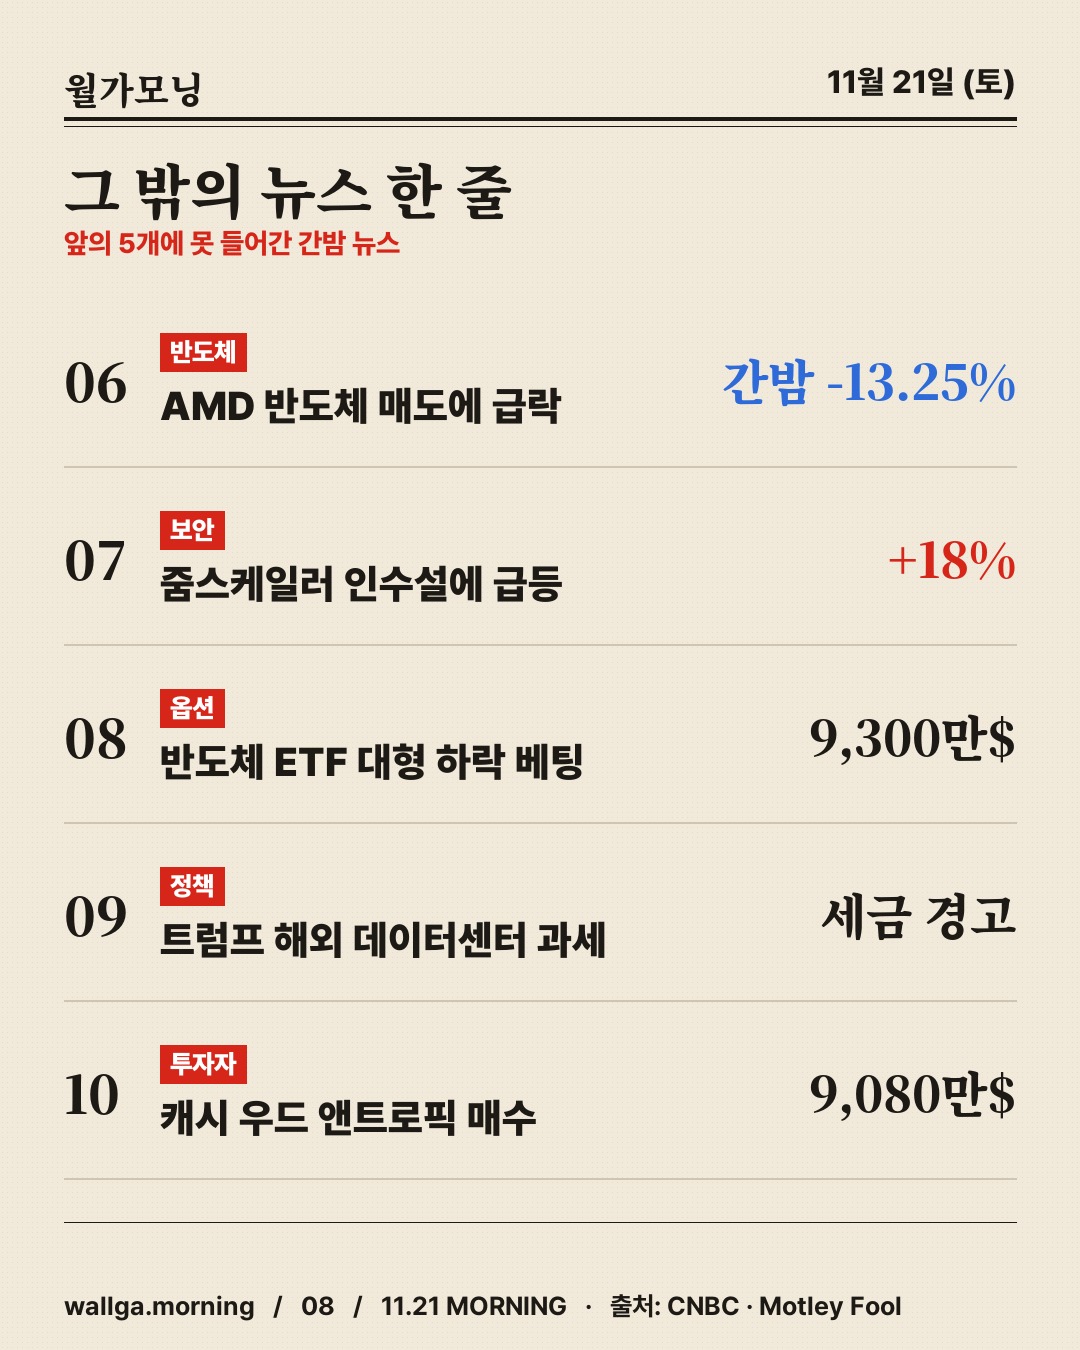 월가모닝
11월 21일 (토)
그 밖의 뉴스 한 줄
앞의 5개에 못 들어간 간밤 뉴스
06
반도체
AMD 반도체 매도에 급락
간밤 -13.25%
07
보안
줌스케일러 인수설에 급등
+18%
08
옵션
반도체 ETF 대형 하락 베팅
9,300만$
09
정책
트럼프 해외 데이터센터 과세
세금 경고
10
투자자
캐시 우드 앤트로픽 매수
9,080만$
wallga.morning / 08 / 11.21 MORNING · 출처: CNBC · Motley Fool